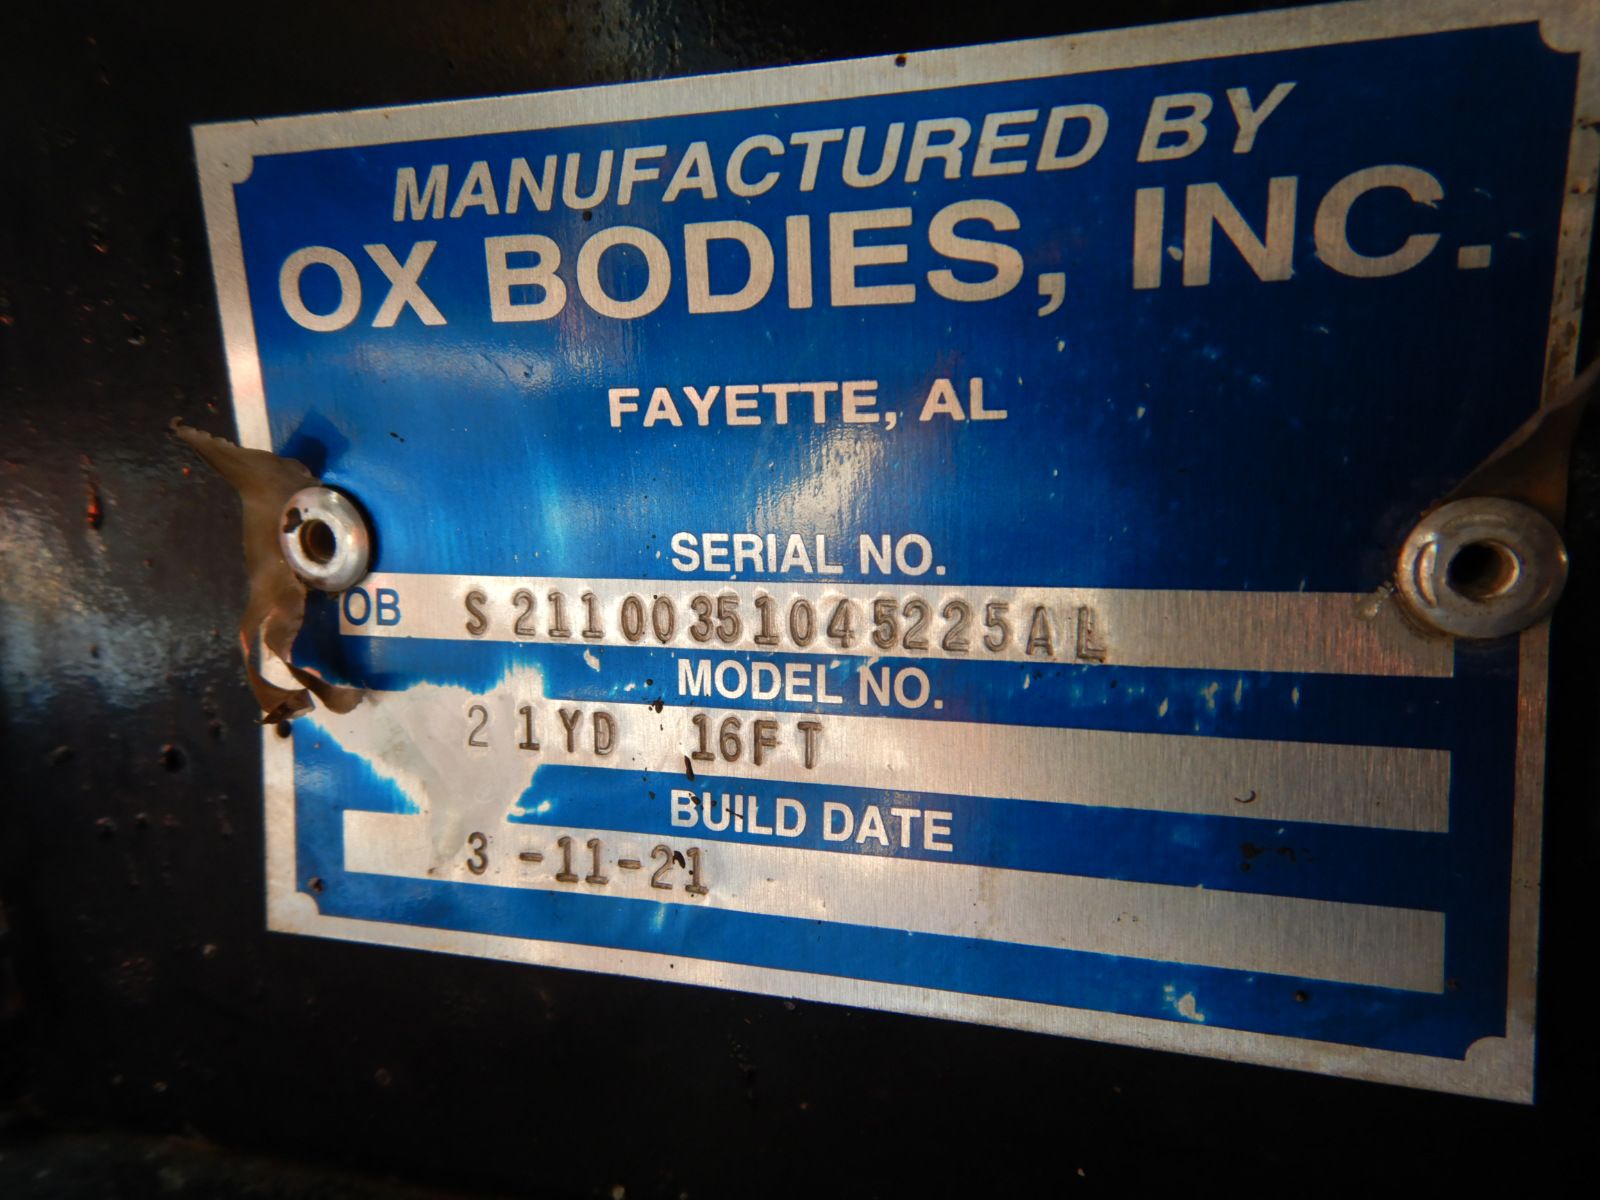 MANUFACTURED BY
OX BODIES, INC.
FAYETTE, AL
SERIAL NO.
OB S21100351045225AL
MODEL NO.
21YD 16FT
BUILD DATE
3-11-21